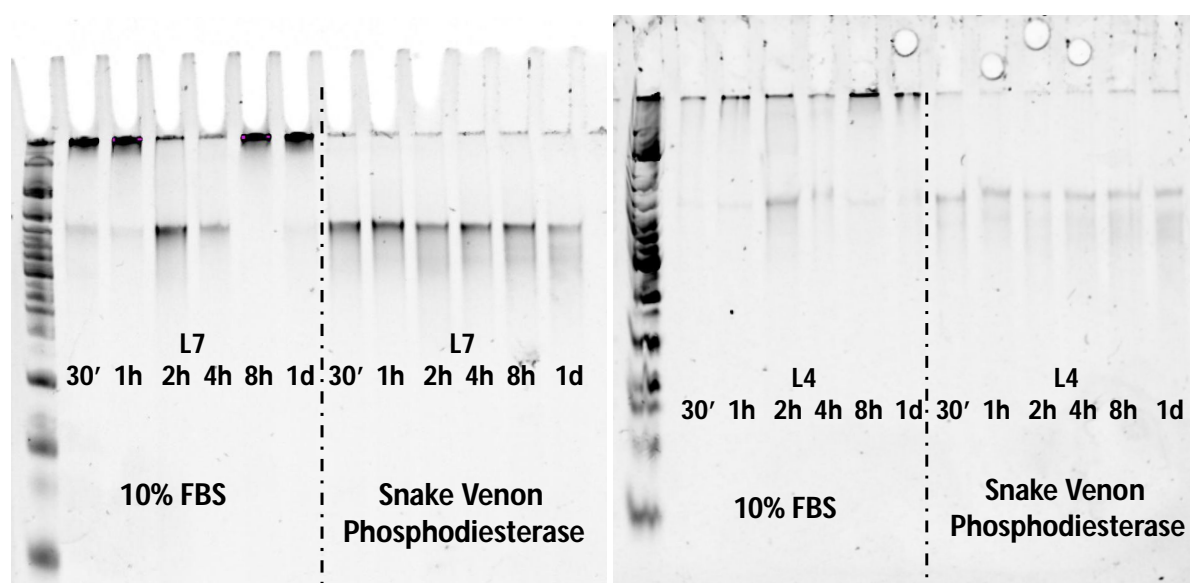 L7
30′ 1h 2h 4h 8h 1d
10% FBS
L7
30′ 1h 2h 4h 8h 1d
Snake Venon
Phosphodiesterase
L4
30′ 1h 2h 4h 8h 1d
10% FBS
L4
30′ 1h 2h 4h 8h 1d
Snake Venon
Phosphodiesterase